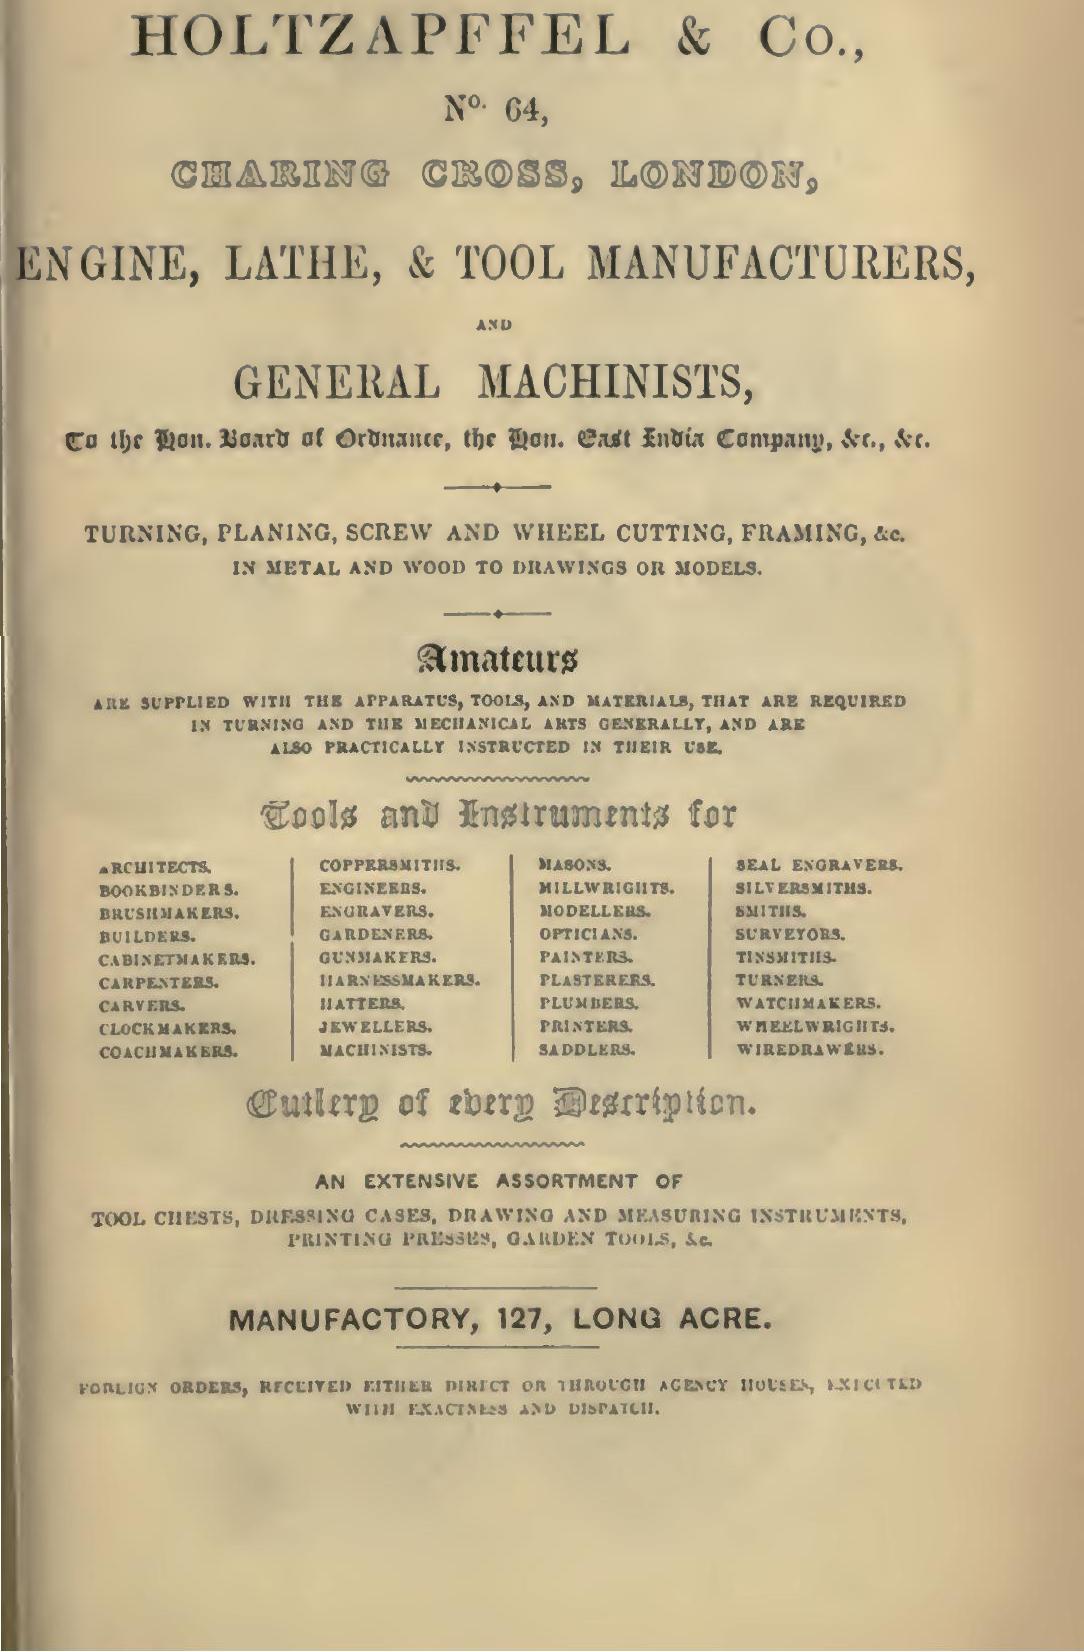 HOLTZAPFFEL & Co.,
No. 64,
CHARING CROSS, LONDON,
ENGINE, LATHE, & TOOL MANUFACTURERS,
AND
GENERAL MACHINISTS,
To the Hon. Board of Ordnance, the Hon. East India Company, &c., &c.
TURNING, PLANING, SCREW AND WHEEL CUTTING, FRAMING, &c.
IN METAL AND WOOD TO DRAWINGS OR MODELS.
Amateurs
ARE SUPPLIED WITH THE APPARATUS, TOOLS, AND MATERIALS, THAT ARE REQUIRED
IN TURNING AND THE MECHANICAL ARTS GENERALLY, AND ARE
ALSO PRACTICALLY INSTRUCTED IN THEIR USE.
Tools and Instruments for
ARCHITECTS.
BOOKBINDERS.
BRUSHMAKERS.
BUILDERS.
CABINETMAKERS.
CARPENTERS.
CARVERS.
CLOCKMAKERS.
COACHMAKERS.
COPPERSMITHS.
ENGINEERS.
ENGRAVERS.
GARDENERS.
GUNMAKERS.
HARNESSMAKERS.
HATTERS.
JEWELLERS.
MACHINISTS.
MASONS.
MILLWRIGHTS.
MODELLERS.
OPTICIANS.
PAINTERS.
PLASTERERS.
PLUMBERS.
PRINTERS.
SADDLERS.
SEAL ENGRAVERS.
SILVERSMITHS.
SMITHS.
SURVEYORS.
TINSMITHS.
TURNERS.
WATCHMAKERS.
WHEELWRIGHTS.
WIREDRAWERS.
Cutlery of every Description.
AN EXTENSIVE ASSORTMENT OF
TOOL CHESTS, DRESSING CASES, DRAWING AND MEASURING INSTRUMENTS,
PRINTING PRESSES, GARDEN TOOLS, &c.
MANUFACTORY, 127, LONG ACRE.
FOREIGN ORDERS, RECEIVED EITHER DIRECT OR THROUGH AGENCY HOUSES, EXECUTED
WITH EXACTNESS AND DISPATCH.